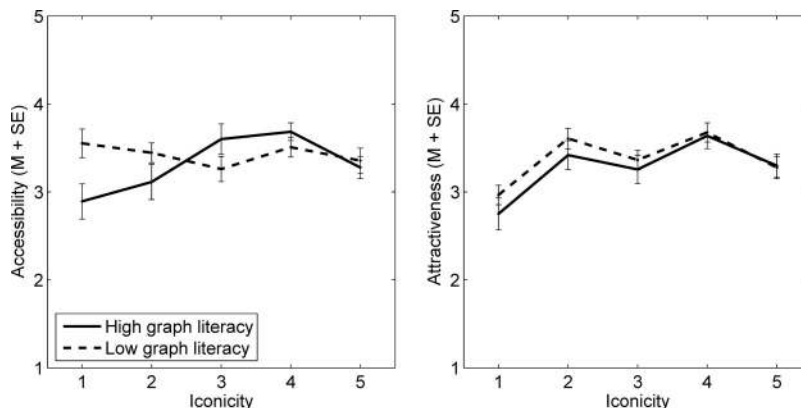 Accessibility (M + SE)
5
4
3
2
1
High graph literacy
Low graph literacy
1 2 3 4 5
Iconicity
Attractiveness (M + SE)
5
4
3
2
1
1 2 3 4 5
Iconicity